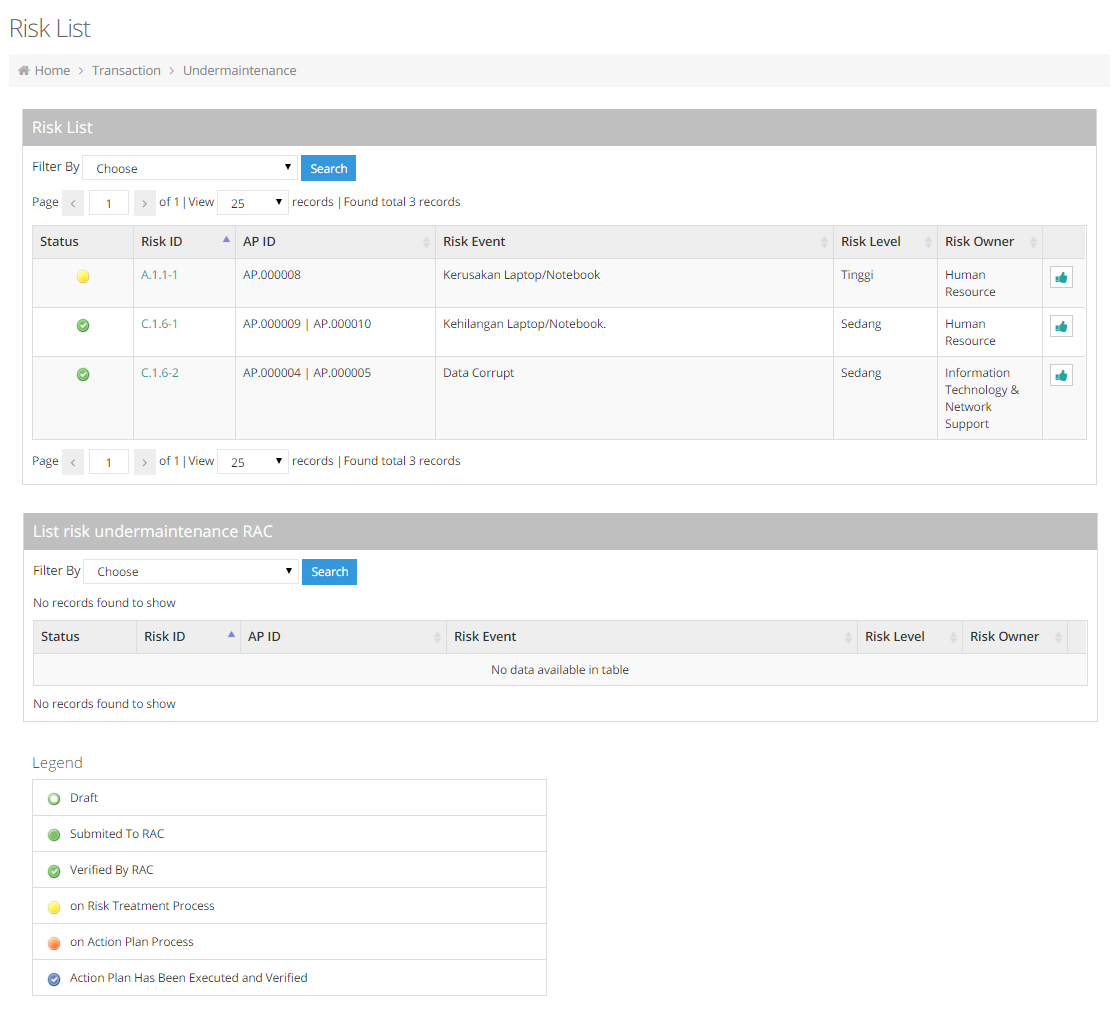 Risk List
Home > Transaction > Undermaintenance
Risk List
Filter By Choose Search
Page < 1 > of 1 | View 25 records | Found total 3 records
Status Risk ID AP ID Risk Event Risk Level Risk Owner
A.1.1-1 AP.000008 Kerusakan Laptop/Notebook Tinggi Human
Resource
C.1.6-1 AP.000009 | AP.000010 Kehilangan Laptop/Notebook. Sedang Human
Resource
C.1.6-2 AP.000004 | AP.000005 Data Corrupt Sedang Information
Technology &
Network
Support
Page < 1 > of 1 | View 25 records | Found total 3 records
List risk undermaintenance RAC
Filter By Choose Search
No records found to show
Status Risk ID AP ID Risk Event Risk Level Risk Owner
No data available in table
No records found to show
Legend
Draft
Submited To RAC
Verified By RAC
on Risk Treatment Process
on Action Plan Process
Action Plan Has Been Executed and Verified